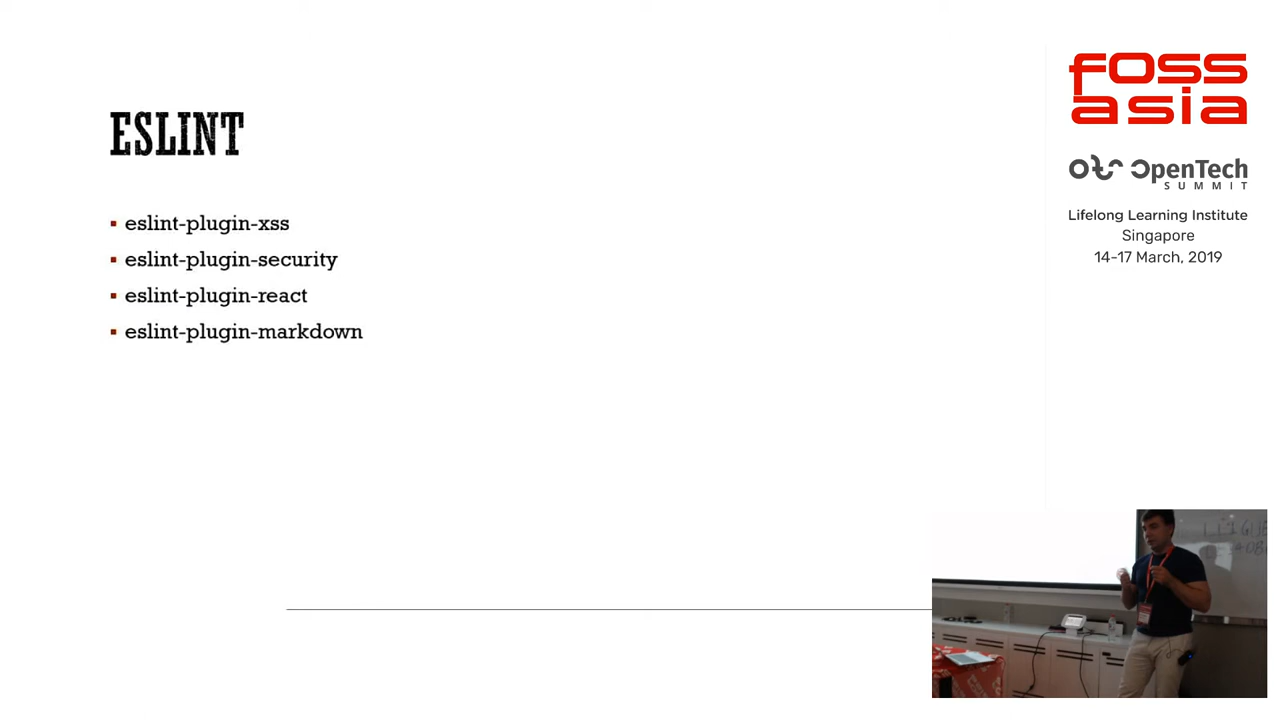 ESLINT
eslint-plugin-xss
eslint-plugin-security
eslint-plugin-react
eslint-plugin-markdown
fOSS
asia
OpenTech
SUMMIT
Lifelong Learning Institute
Singapore
14-17 March, 2019